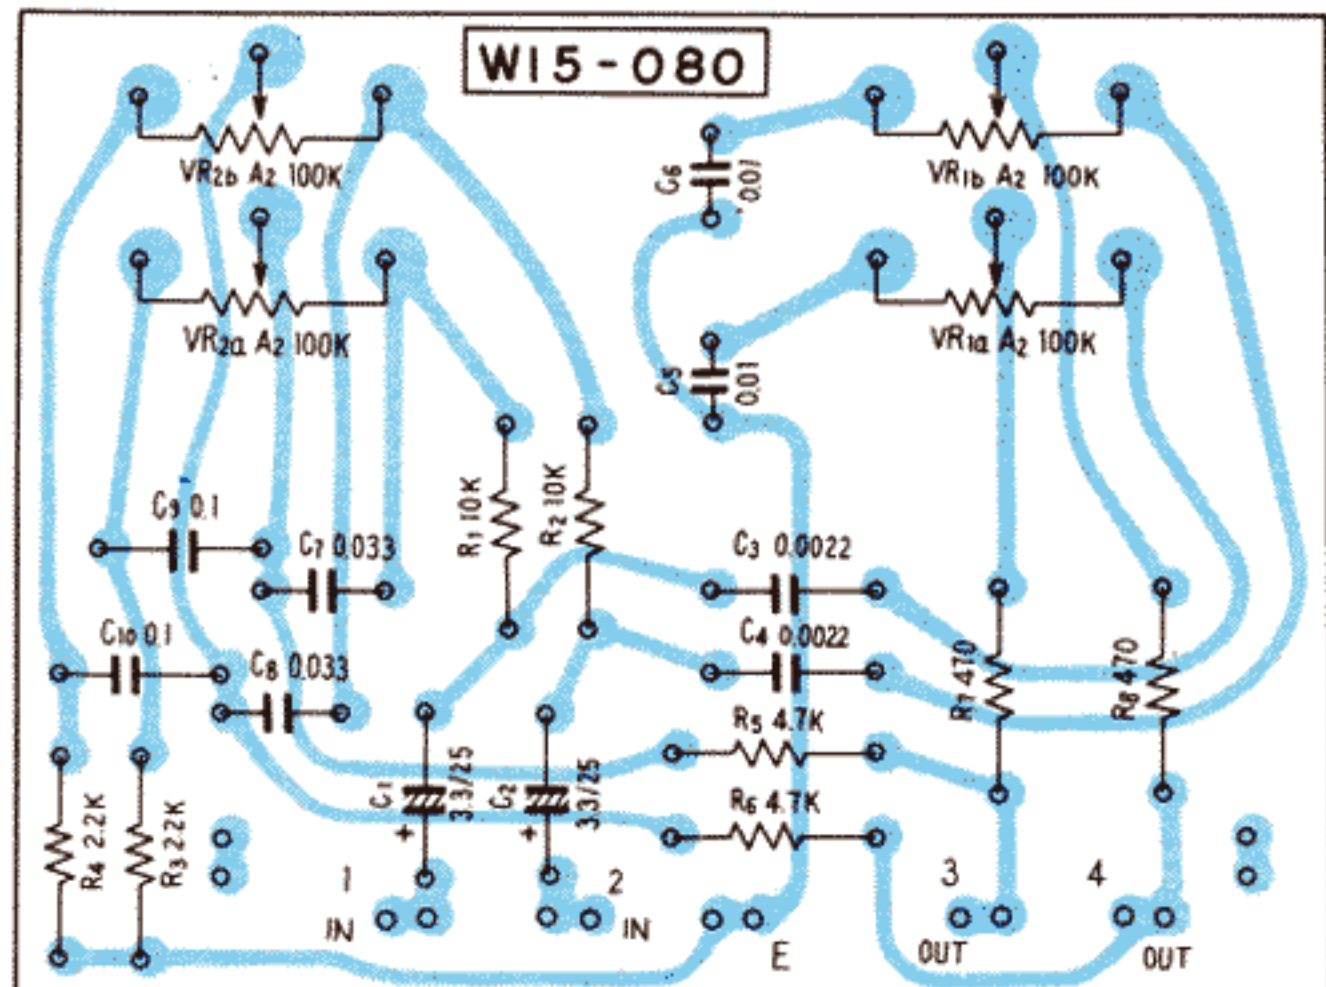 W15-080
VR2b A2 100K
C6
0.01
VR1b A2 100K
VR2a A2 100K
C5
0.01
VR1a A2 100K
C9 0.1
C7 0.033
R1 10K
R2 10K
C3 0.0022
C10 0.1
C8 0.033
C4 0.0022
R7 470
R8 470
R5 4.7K
C1
3.3/25
C2
3.3/25
R6 4.7K
R4 2.2K
R3 2.2K
1
2
3
4
IN
IN
E
OUT
OUT